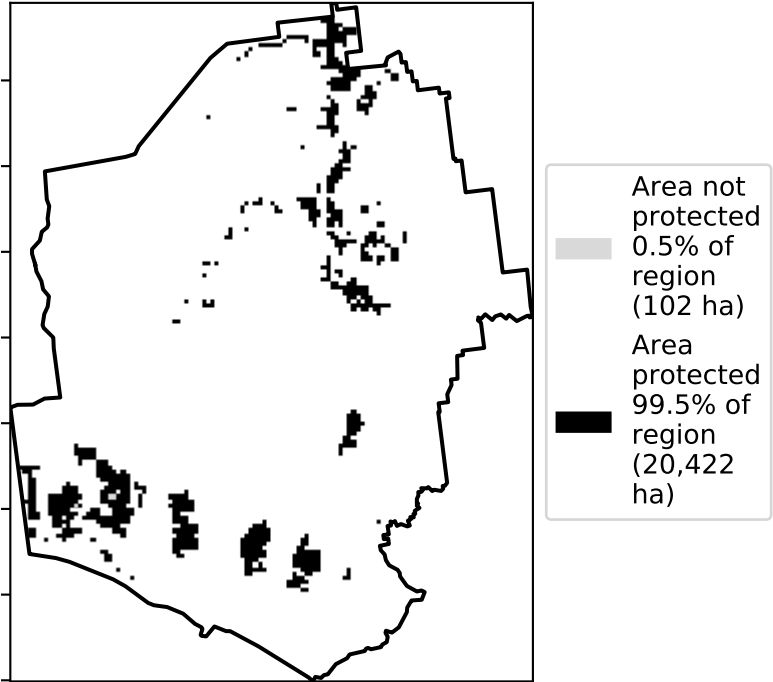 Area not
protected
0.5% of
region
(102 ha)
Area
protected
99.5% of
region
(20,422
ha)